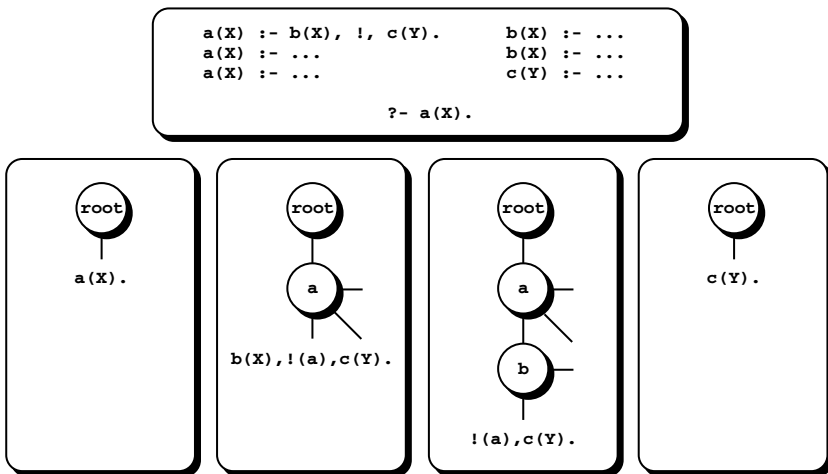 a(X) :- b(X), !, c(Y). b(X) :- ...
a(X) :- ... b(X) :- ...
a(X) :- ... c(Y) :- ...
?- a(X).
root
a(X).
root
a
b(X),!(a),c(Y).
root
a
b
!(a),c(Y).
root
c(Y).